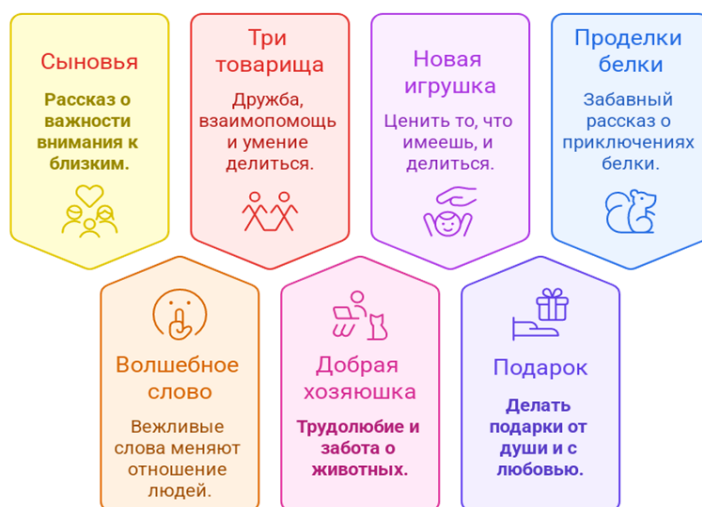 Сыновья
Рассказ о
важности
внимания к
близким.
Три
товарища
Дружба,
взаимопомощь
и умение
делиться.
Новая
игрушка
Ценить то, что
имеешь, и
делиться.
Проделки
белки
Забавный
рассказ о
приключениях
белки.
Волшебное
слово
Вежливые
слова меняют
отношение
людей.
Добрая
хозяюшка
Трудолюбие и
забота о
животных.
Подарок
Делать
подарки от
души и с
любовью.